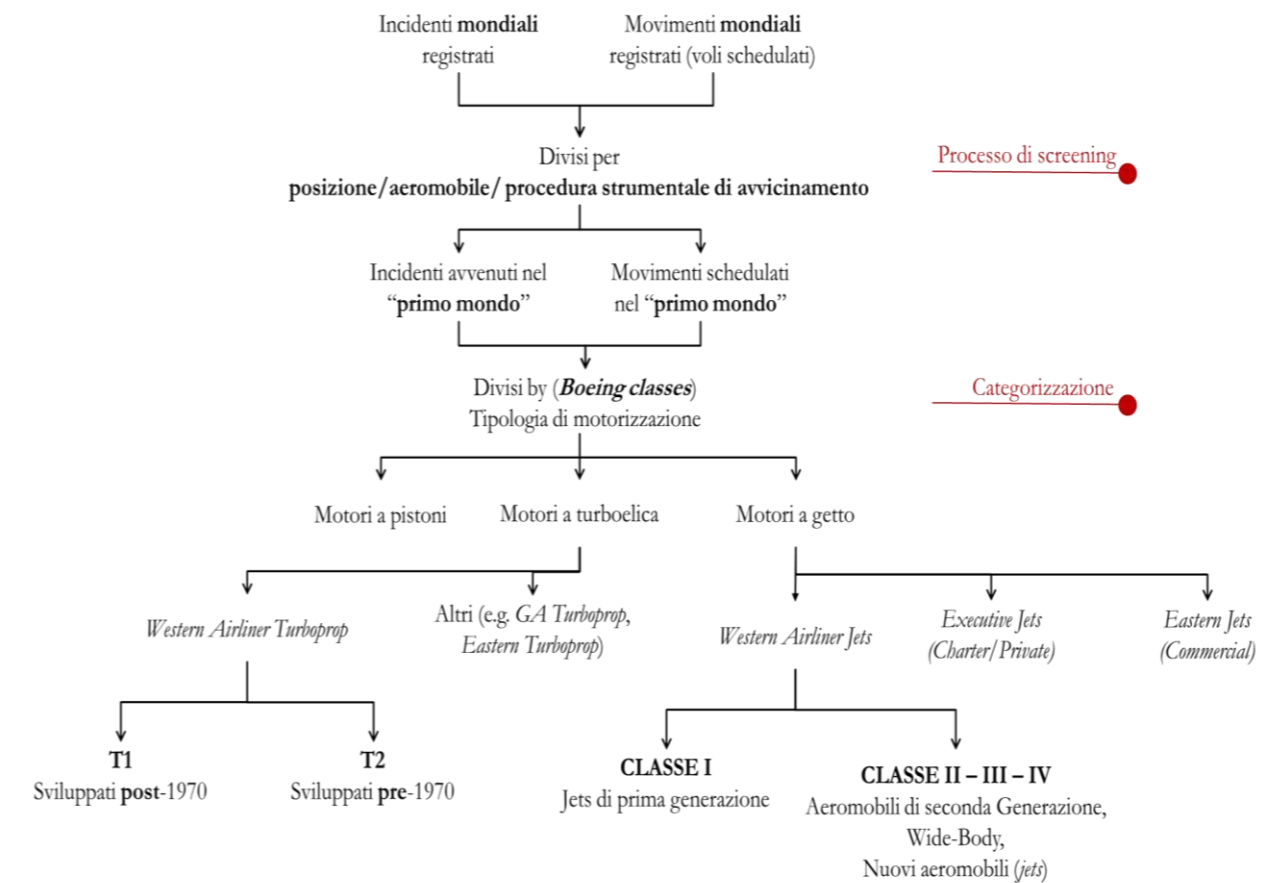 Incidenti mondiali
registrati
Movimenti mondiali
registrati (voli schedulati)
Divisi per
posizione/aeromobile/ procedura strumentale di avvicinamento
Processo di screening
Incidenti avvenuti nel
“primo mondo”
Movimenti schedulati
nel “primo mondo”
Divisi by (Boeing classes)
Tipologia di motorizzazione
Categorizzazione
Motori a pistoni
Motori a turboelica
Motori a getto
Western Airliner Turboprop
Altri (e.g. GA Turboprop,
Eastern Turboprop)
Western Airliner Jets
Executive Jets
(Charter/Private)
Eastern Jets
(Commercial)
T1
Sviluppati post-1970
T2
Sviluppati pre-1970
CLASSE I
Jets di prima generazione
CLASSE II – III – IV
Aeromobili di seconda Generazione,
Wide-Body,
Nuovi aeromobili (jets)